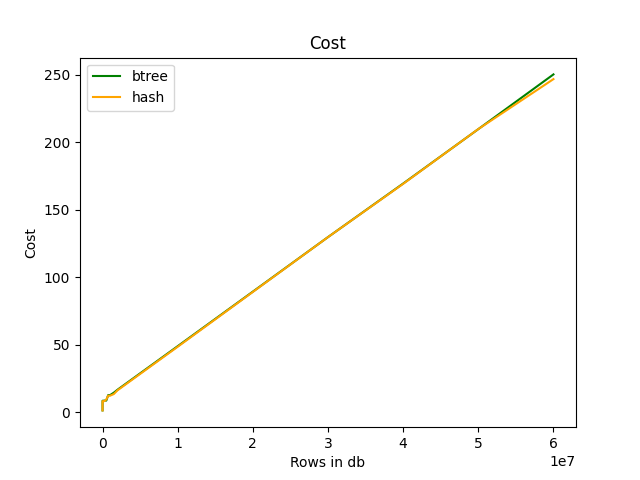 Cost
btree
hash
250
200
150
100
50
0
Cost
0 1 2 3 4 5 6
1e7
Rows in db